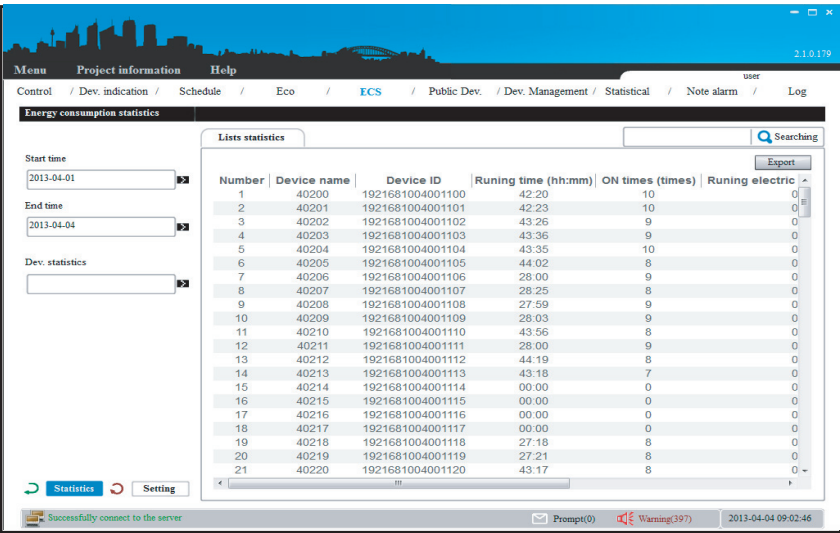 2.1.0.179
Menu Project information Help
user
Control / Dev. indication / Schedule / Eco / ECS / Public Dev. / Dev. Management / Statistical / Note alarm / Log
Energy consumption statistics
Lists statistics
Searching
Start time
2013-04-01
End time
2013-04-04
Dev. statistics
Export
Number Device name Device ID Runing time (hh:mm) ON times (times) Runing electric
1 40200 1921681004001100 42:20 10 0
2 40201 1921681004001101 42:23 10 0
3 40202 1921681004001102 43:26 9 0
4 40203 1921681004001103 43:36 9 0
5 40204 1921681004001104 43:35 10 0
6 40205 1921681004001105 44:02 8 0
7 40206 1921681004001106 28:00 9 0
8 40207 1921681004001107 28:25 8 0
9 40208 1921681004001108 27:59 9 0
10 40209 1921681004001109 28:03 9 0
11 40210 1921681004001110 43:56 8 0
12 40211 1921681004001111 28:00 9 0
13 40212 1921681004001112 44:19 8 0
14 40213 1921681004001113 43:18 7 0
15 40214 1921681004001114 00:00 0 0
16 40215 1921681004001115 00:00 0 0
17 40216 1921681004001116 00:00 0 0
18 40217 1921681004001117 00:00 0 0
19 40218 1921681004001118 27:18 8 0
20 40219 1921681004001119 27:21 8 0
21 40220 1921681004001120 43:17 8 0
Statistics Setting
Successfully connect to the server
Prompt(0) Warning(397) 2013-04-04 09:02:46